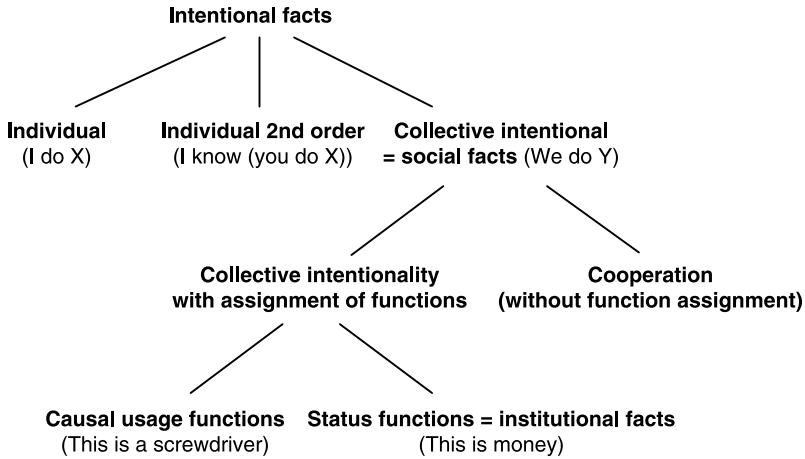 Intentional facts
Individual
(I do X)
Individual 2nd order
(I know (you do X))
Collective intentional
= social facts (We do Y)
Collective intentionality
with assignment of functions
Cooperation
(without function assignment)
Causal usage functions
(This is a screwdriver)
Status functions = institutional facts
(This is money)